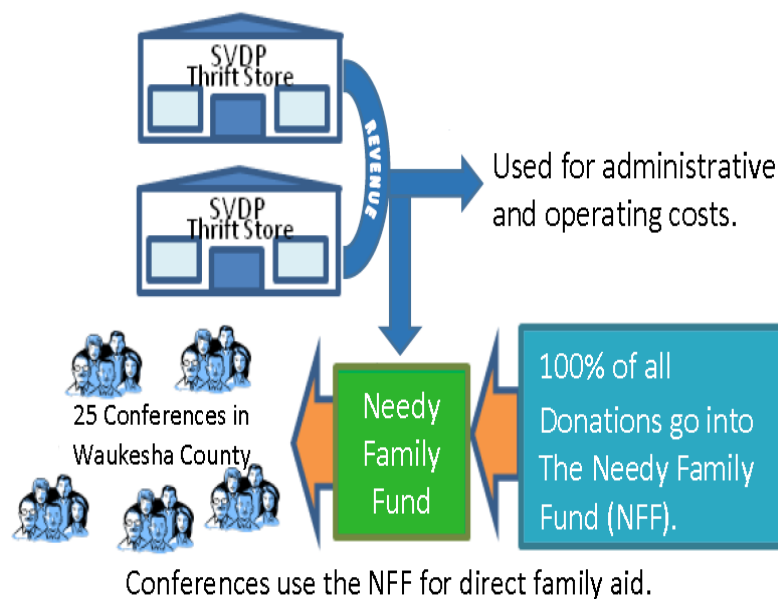 SVDP
Thrift Store
REVENUE
SVDP
Thrift Store
Used for administrative
and operating costs.
25 Conferences in
Waukesha County
Needy
Family
Fund
100% of all
Donations go into
The Needy Family
Fund (NFF).
Conferences use the NFF for direct family aid.